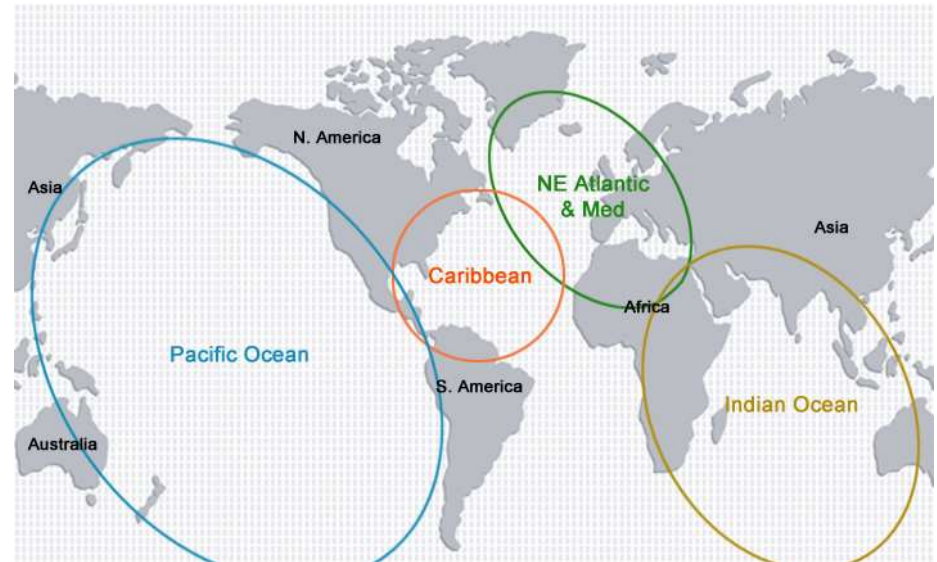 N. America
Asia
NE Atlantic
& Med
Asia
Caribbean
Africa
Pacific Ocean
S. America
Indian Ocean
Australia